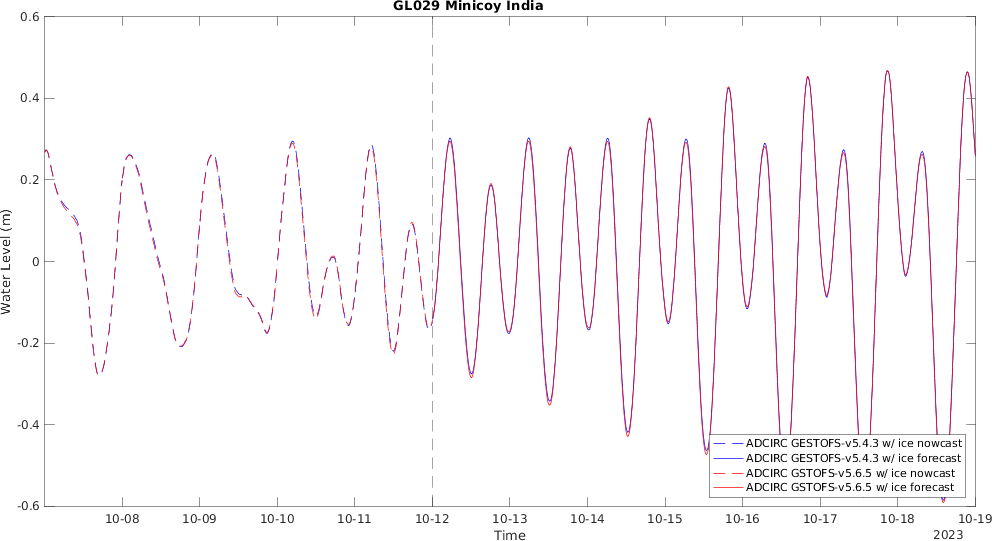 GL029 Minicoy India
0.6
0.4
0.2
0
-0.2
-0.4
-0.6
Water Level (m)
ADCIRC GESTOFS-v5.4.3 w/ ice nowcast
ADCIRC GESTOFS-v5.4.3 w/ ice forecast
ADCIRC GSTOFS-v5.6.5 w/ ice nowcast
ADCIRC GSTOFS-v5.6.5 w/ ice forecast
10-08 10-09 10-10 10-11 10-12 10-13 10-14 10-15 10-16 10-17 10-18 10-19
Time
2023